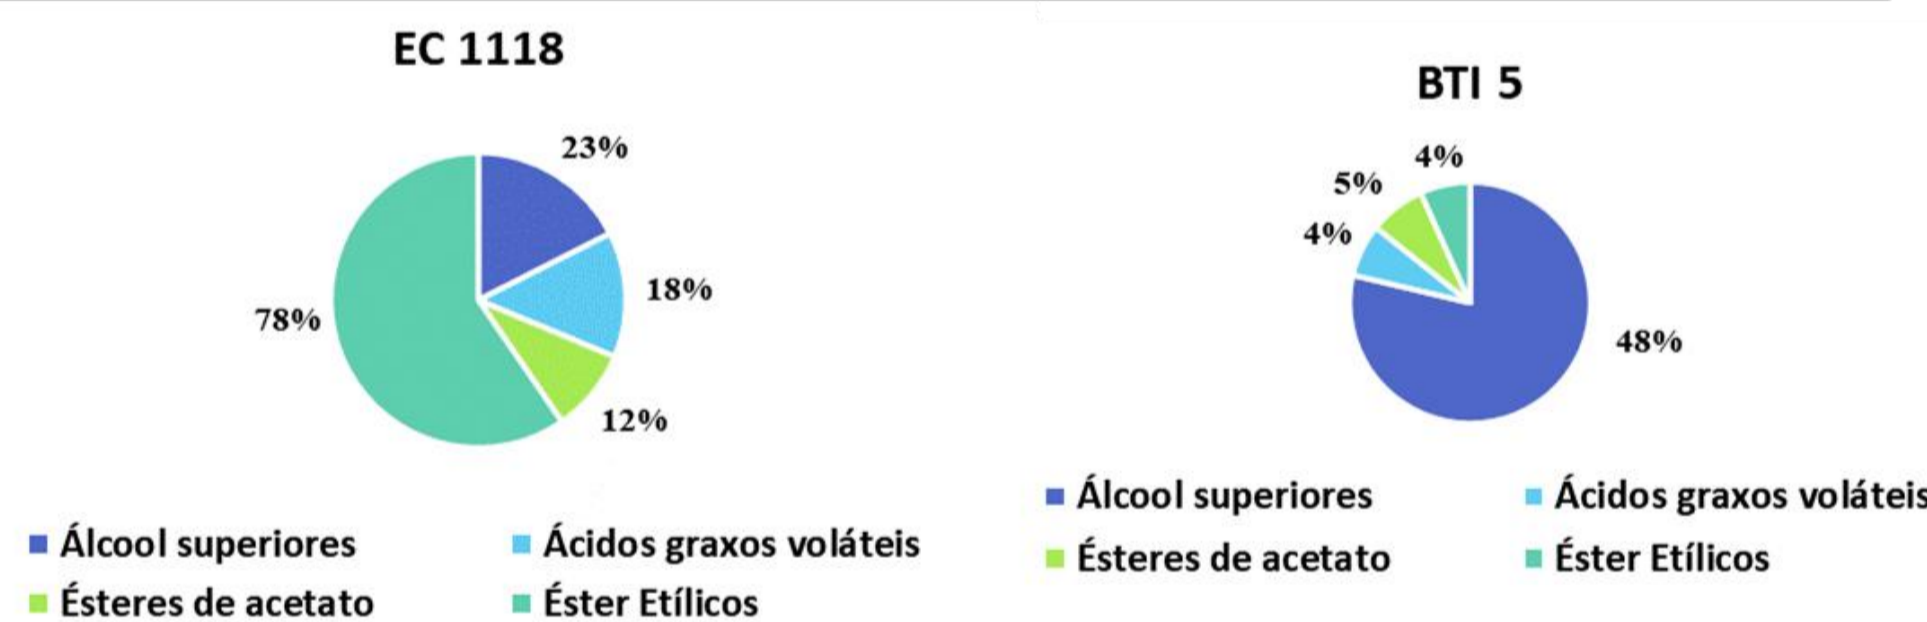 EC 1118
23%
18%
12%
78%
Álcool superiores
Ácidos graxos voláteis
Ésteres de acetato
Éster Etílicos
BTI 5
4%
5%
4%
48%
Álcool superiores
Ácidos graxos voláteis
Ésteres de acetato
Éster Etílicos